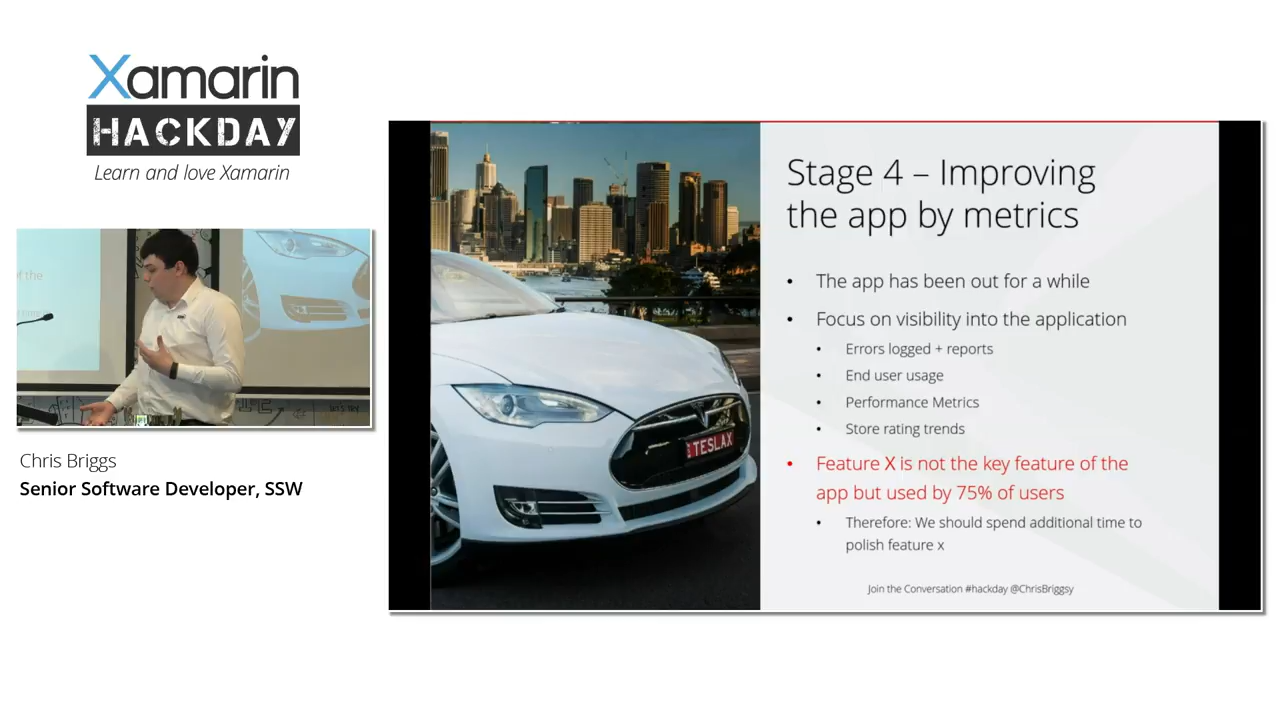 Xamarin
HACKDAY
Learn and love Xamarin
of the
Chris Briggs
Senior Software Developer, SSW
TESLAX
Stage 4 – Improving
the app by metrics
• The app has been out for a while
• Focus on visibility into the application
• Errors logged + reports
• End user usage
• Performance Metrics
• Store rating trends
• Feature X is not the key feature of the
app but used by 75% of users
• Therefore: We should spend additional time to
polish feature x
Join the Conversation #hackday @ChrisBriggsy